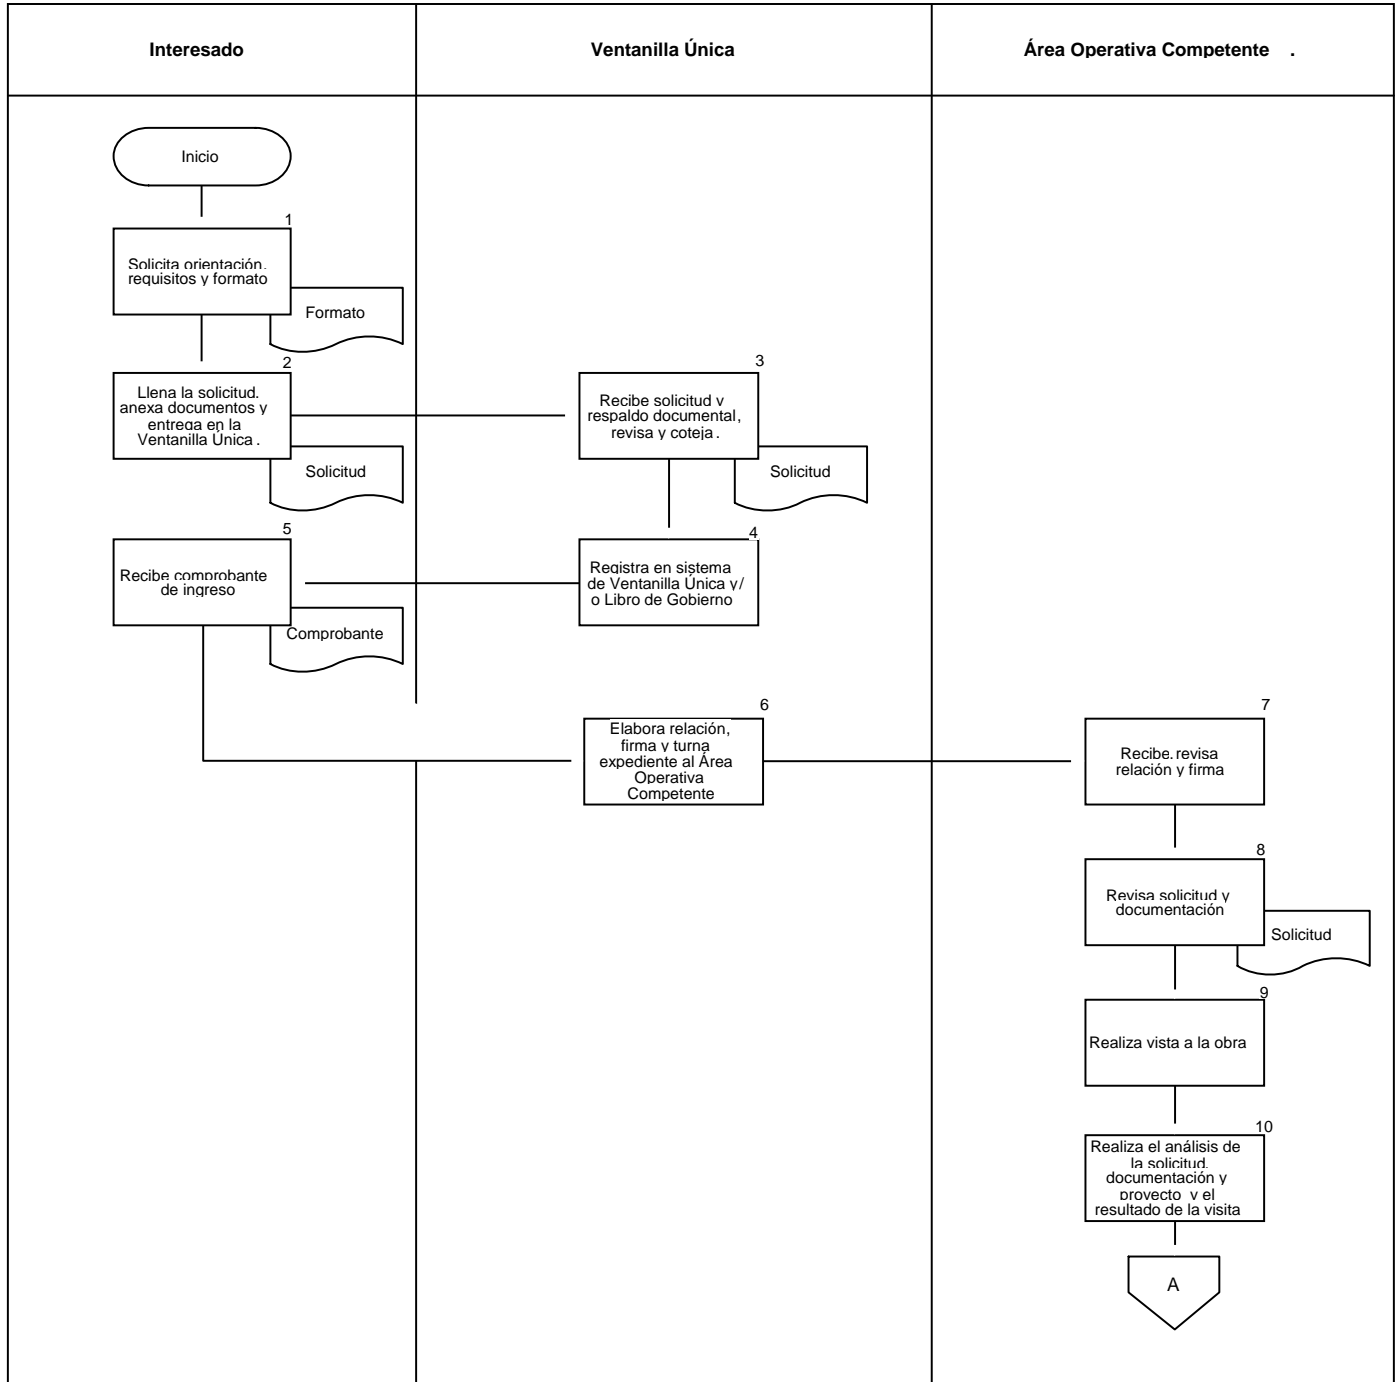 Interesado
Ventanilla Única
Área Operativa Competente .
Inicio
1
Solicita orientación,
requisitos y formato
Formato
2
Llena la solicitud,
anexa documentos y
entrega en la
Ventanilla Única.
Solicitud
3
Recibe solicitud y
respaldo documental,
revisa y coteja.
Solicitud
4
Registra en sistema
de Ventanilla Única y/
o Libro de Gobierno
5
Recibe comprobante
de ingreso
Comprobante
6
Elabora relación,
firma y turna
expediente al Área
Operativa
Competente
7
Recibe, revisa
relación y firma
8
Revisa solicitud y
documentación
Solicitud
9
Realiza vista a la obra
10
Realiza el análisis de
la solicitud,
documentación y
proyecto y el
resultado de la visita
A